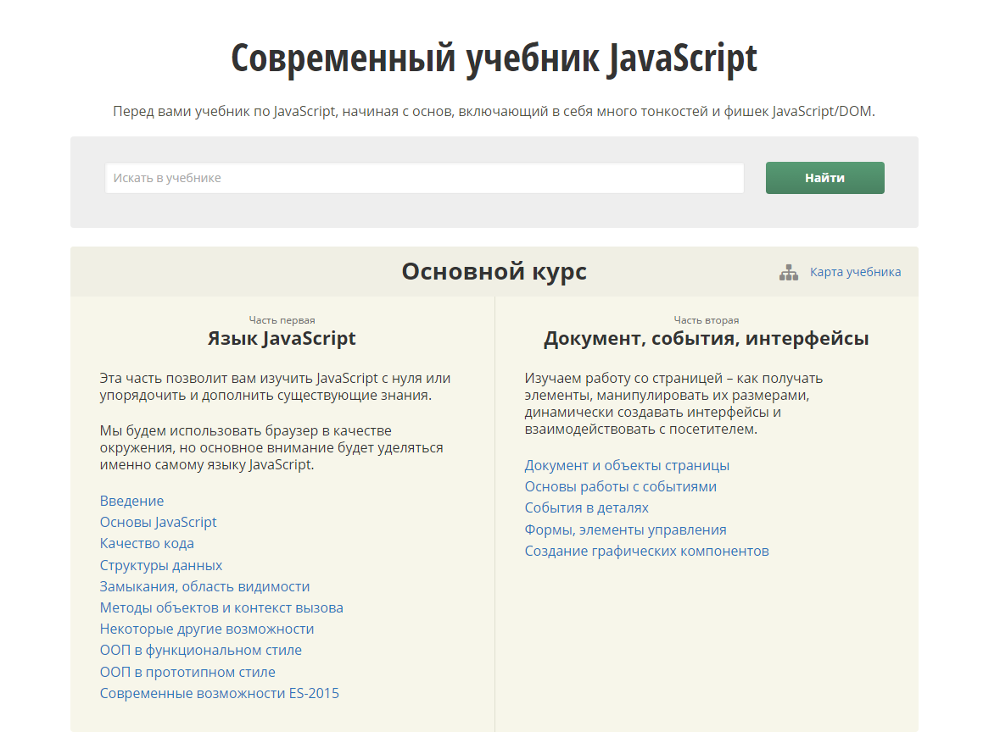 Современный учебник JavaScript
Перед вами учебник по JavaScript, начиная с основ, включающий в себя много тонкостей и фишек JavaScript/DOM.
Искать в учебнике
Найти
Основной курс
Карта учебника
Часть первая
Язык JavaScript
Эта часть позволит вам изучить JavaScript с нуля или
упорядочить и дополнить существующие знания.
Мы будем использовать браузер в качестве
окружения, но основное внимание будет уделяться
именно самому языку JavaScript.
Введение
Основы JavaScript
Качество кода
Структуры данных
Замыкания, область видимости
Методы объектов и контекст вызова
Некоторые другие возможности
ООП в функциональном стиле
ООП в прототипном стиле
Современные возможности ES-2015
Часть вторая
Документ, события, интерфейсы
Изучаем работу со страницей – как получать
элементы, манипулировать их размерами,
динамически создавать интерфейсы и
взаимодействовать с посетителем.
Документ и объекты страницы
Основы работы с событиями
События в деталях
Формы, элементы управления
Создание графических компонентов